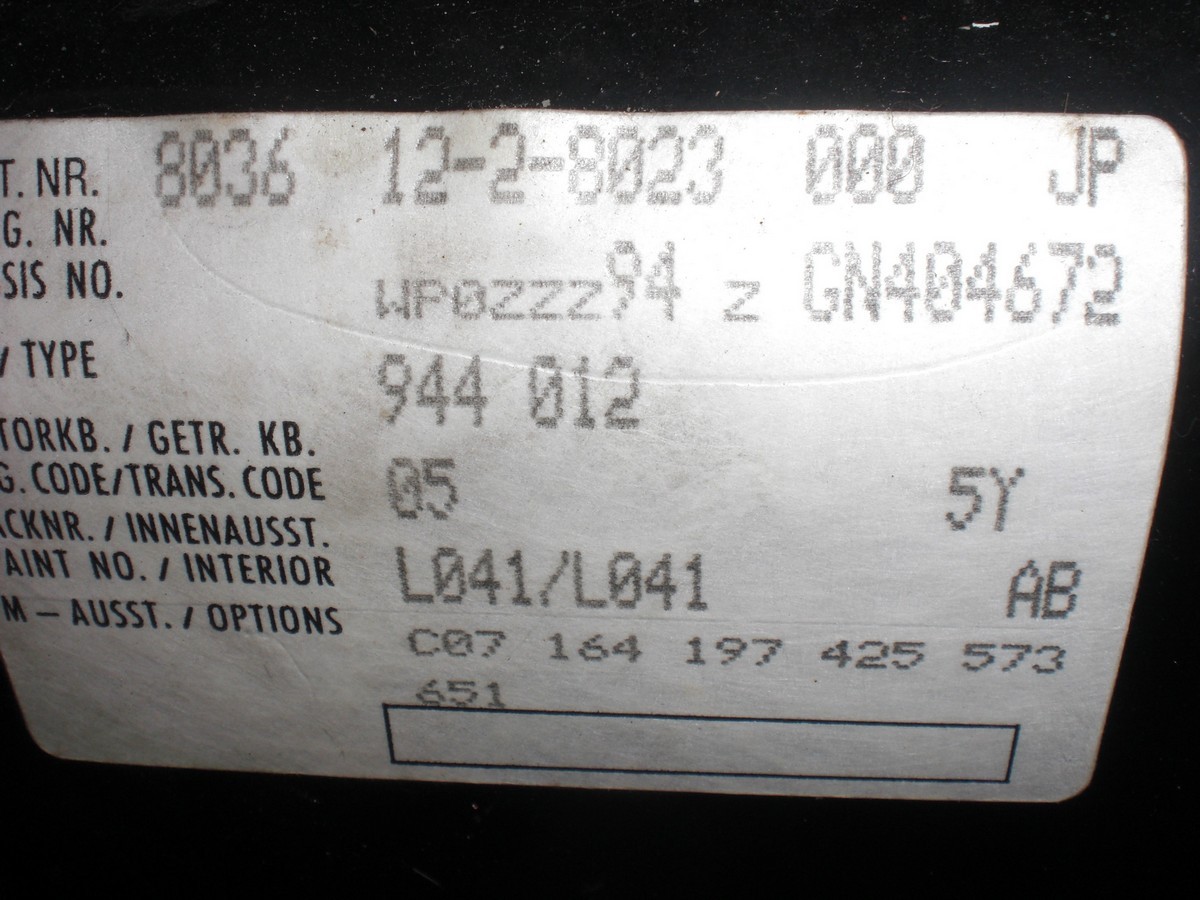 T. NR. 8036 12-2-8023 000 JP
G. NR.
SIS NO. WP0ZZZ94 Z GN404672
/ TYPE 944 012
TORKB. / GETR. KB.
G. CODE/TRANS. CODE 05 5Y
ACKNR. / INNENAUSST.
AINT NO. / INTERIOR L041/L041 AB
M – AUSST. / OPTIONS C07 164 197 425 573
651